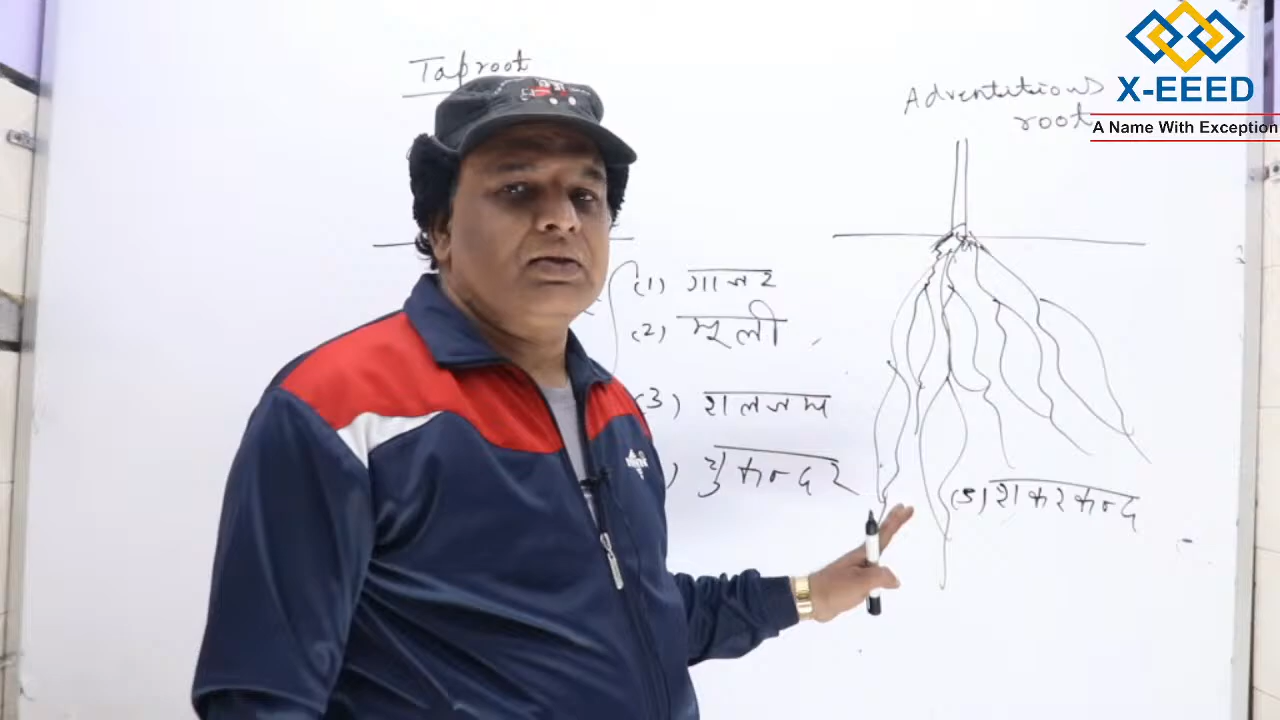 Taproot
Adventitious
root
X-EEED
A Name With Exception
(1) गाजर
(2) मूली
(3) शलजम
) चुकन्दर
(5) शकरकन्द